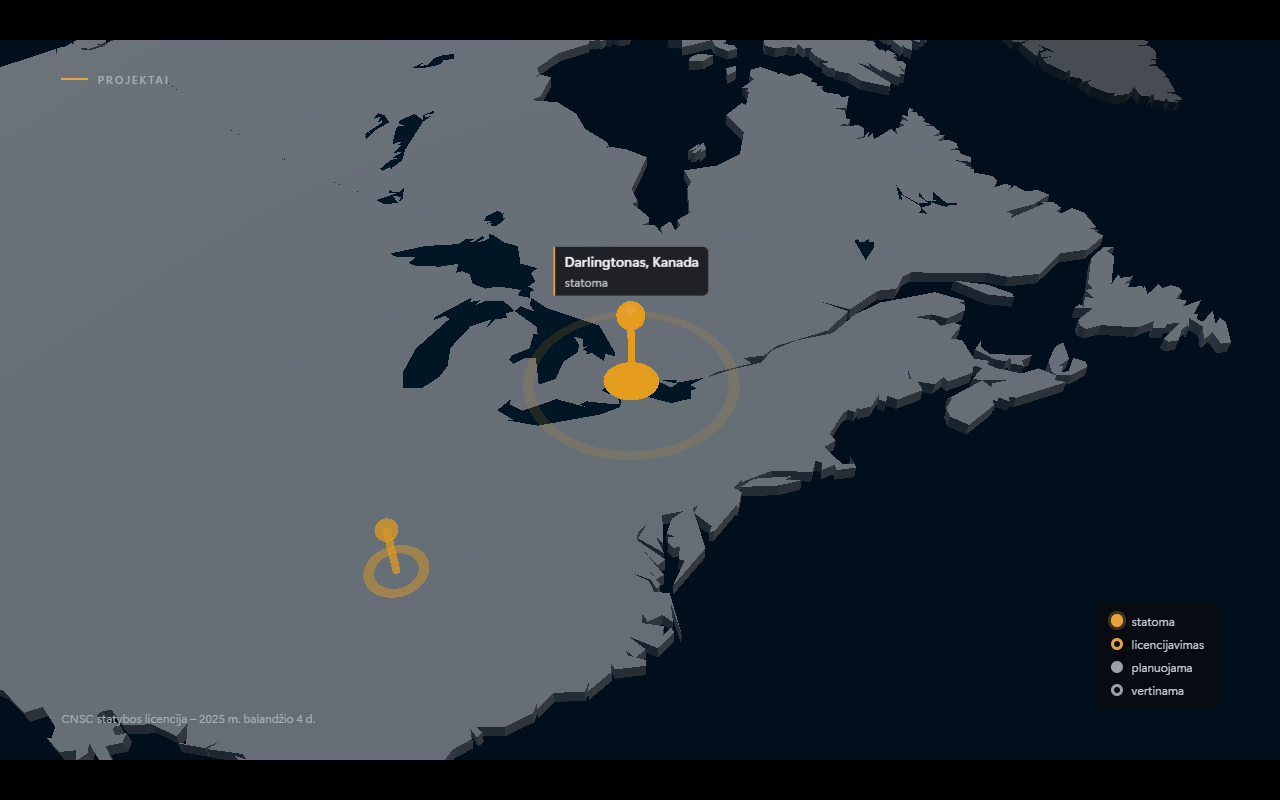 PROJEKTAI
Darlingtonas, Kanada
statoma
statoma
licencijavimas
planuojama
vertinama
CNSC statybos licencija – 2025 m. balandžio 4 d.